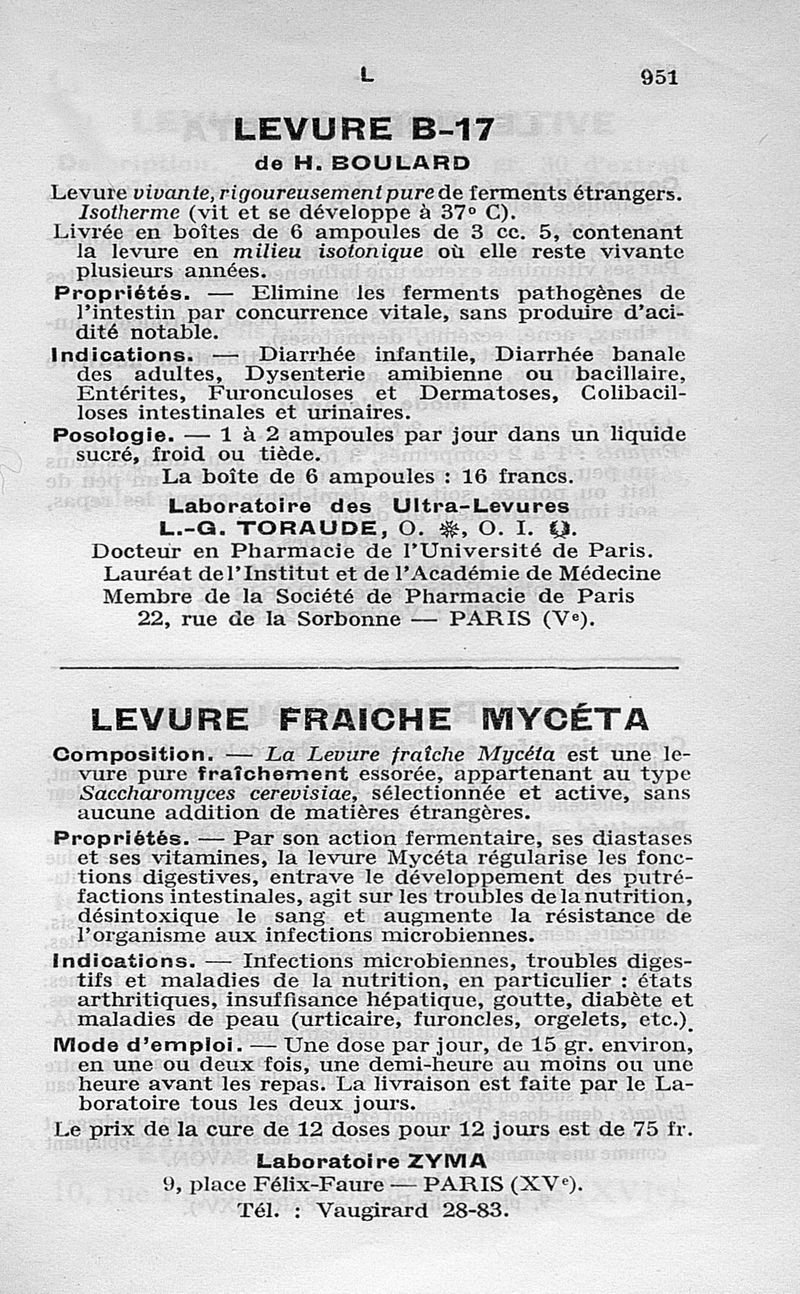 L
951
LEVURE B-17
de H. BOULARD
Levure vivante, rigoureusement pure de ferments étrangers.
Isotherme (vit et se développe à 37º C).
Livrée en boîtes de 6 ampoules de 3 cc. 5, contenant
la levure en milieu isotonique où elle reste vivante
plusieurs années.
Propriétés. — Elimine les ferments pathogènes de
l'intestin par concurrence vitale, sans produire d'aci-
dité notable.
Indications. — Diarrhée infantile, Diarrhée banale
des adultes, Dysenterie amibienne ou bacillaire,
Entérites, Furonculoses et Dermatoses, Colibacil-
loses intestinales et urinaires.
Posologie. — 1 à 2 ampoules par jour dans un liquide
sucré, froid ou tiède.
La boîte de 6 ampoules : 16 francs.
Laboratoire des Ultra-Levures
L.-G. TORAUDE, O. ❋, O. I. 
Docteur en Pharmacie de l'Université de Paris.
Lauréat de l'Institut et de l'Académie de Médecine
Membre de la Société de Pharmacie de Paris
22, rue de la Sorbonne — PARIS (Vᵉ).
LEVURE FRAICHE MYCÉTA
Composition. — La Levure fraîche Mycéta est une le-
vure pure fraîchement essorée, appartenant au type
Saccharomyces cerevisiae, sélectionnée et active, sans
aucune addition de matières étrangères.
Propriétés. — Par son action fermentaire, ses diastases
et ses vitamines, la levure Mycéta régularise les fonc-
tions digestives, entrave le développement des putré-
factions intestinales, agit sur les troubles de la nutrition,
désintoxique le sang et augmente la résistance de
l'organisme aux infections microbiennes.
Indications. — Infections microbiennes, troubles diges-
tifs et maladies de la nutrition, en particulier : états
arthritiques, insuffisance hépatique, goutte, diabète et
maladies de peau (urticaire, furoncles, orgelets, etc.).
Mode d'emploi. — Une dose par jour, de 15 gr. environ,
en une ou deux fois, une demi-heure au moins ou une
heure avant les repas. La livraison est faite par le La-
boratoire tous les deux jours.
Le prix de la cure de 12 doses pour 12 jours est de 75 fr.
Laboratoire ZYMA
9, place Félix-Faure — PARIS (XVᵉ).
Tél. : Vaugirard 28-83.